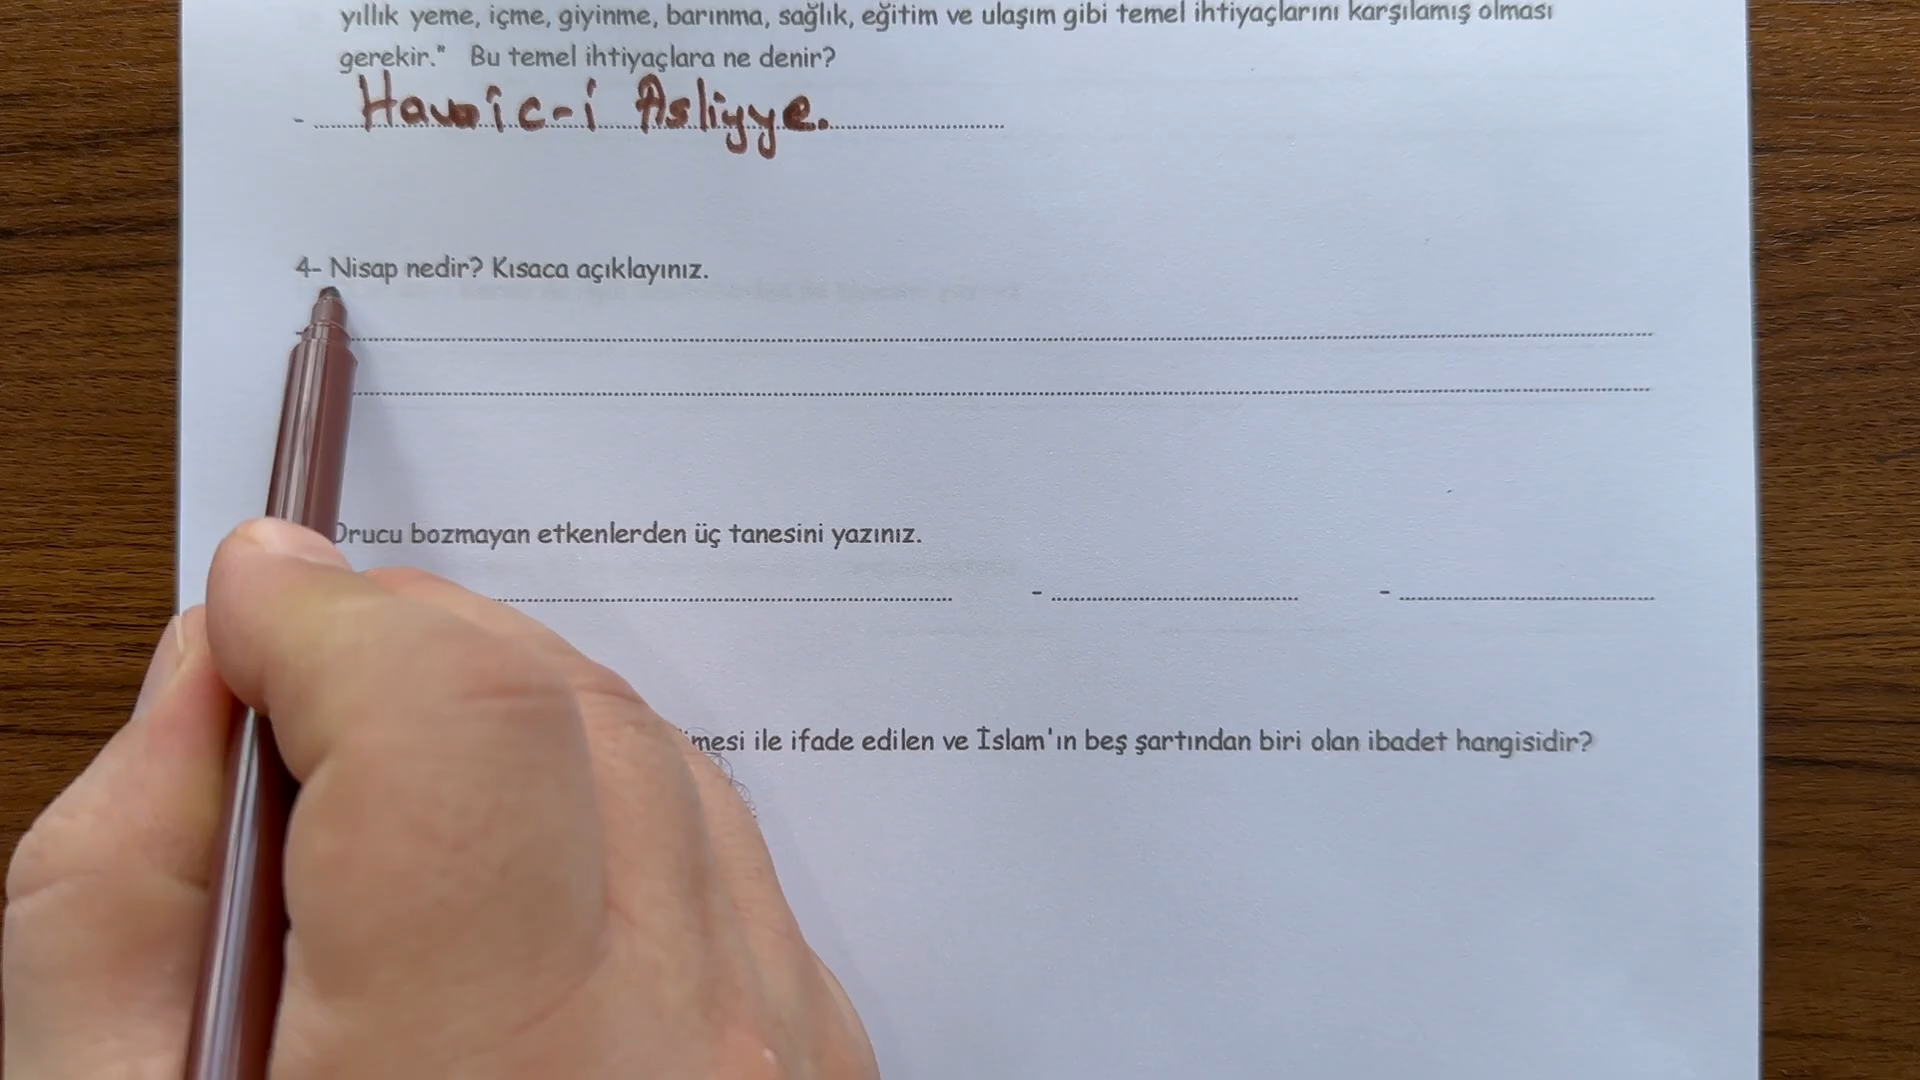 yıllık yeme, içme, giyinme, barınma, sağlık, eğitim ve ulaşım gibi temel ihtiyaçlarını karşılamış olması
gerekir." Bu temel ihtiyaçlara ne denir?
- Havaic-i Asliyye.
4- Nisap nedir? Kısaca açıklayınız.
Orucu bozmayan etkenlerden üç tanesini yazınız.
- -
ile ifade edilen ve İslam'ın beş şartından biri olan ibadet hangisidir?